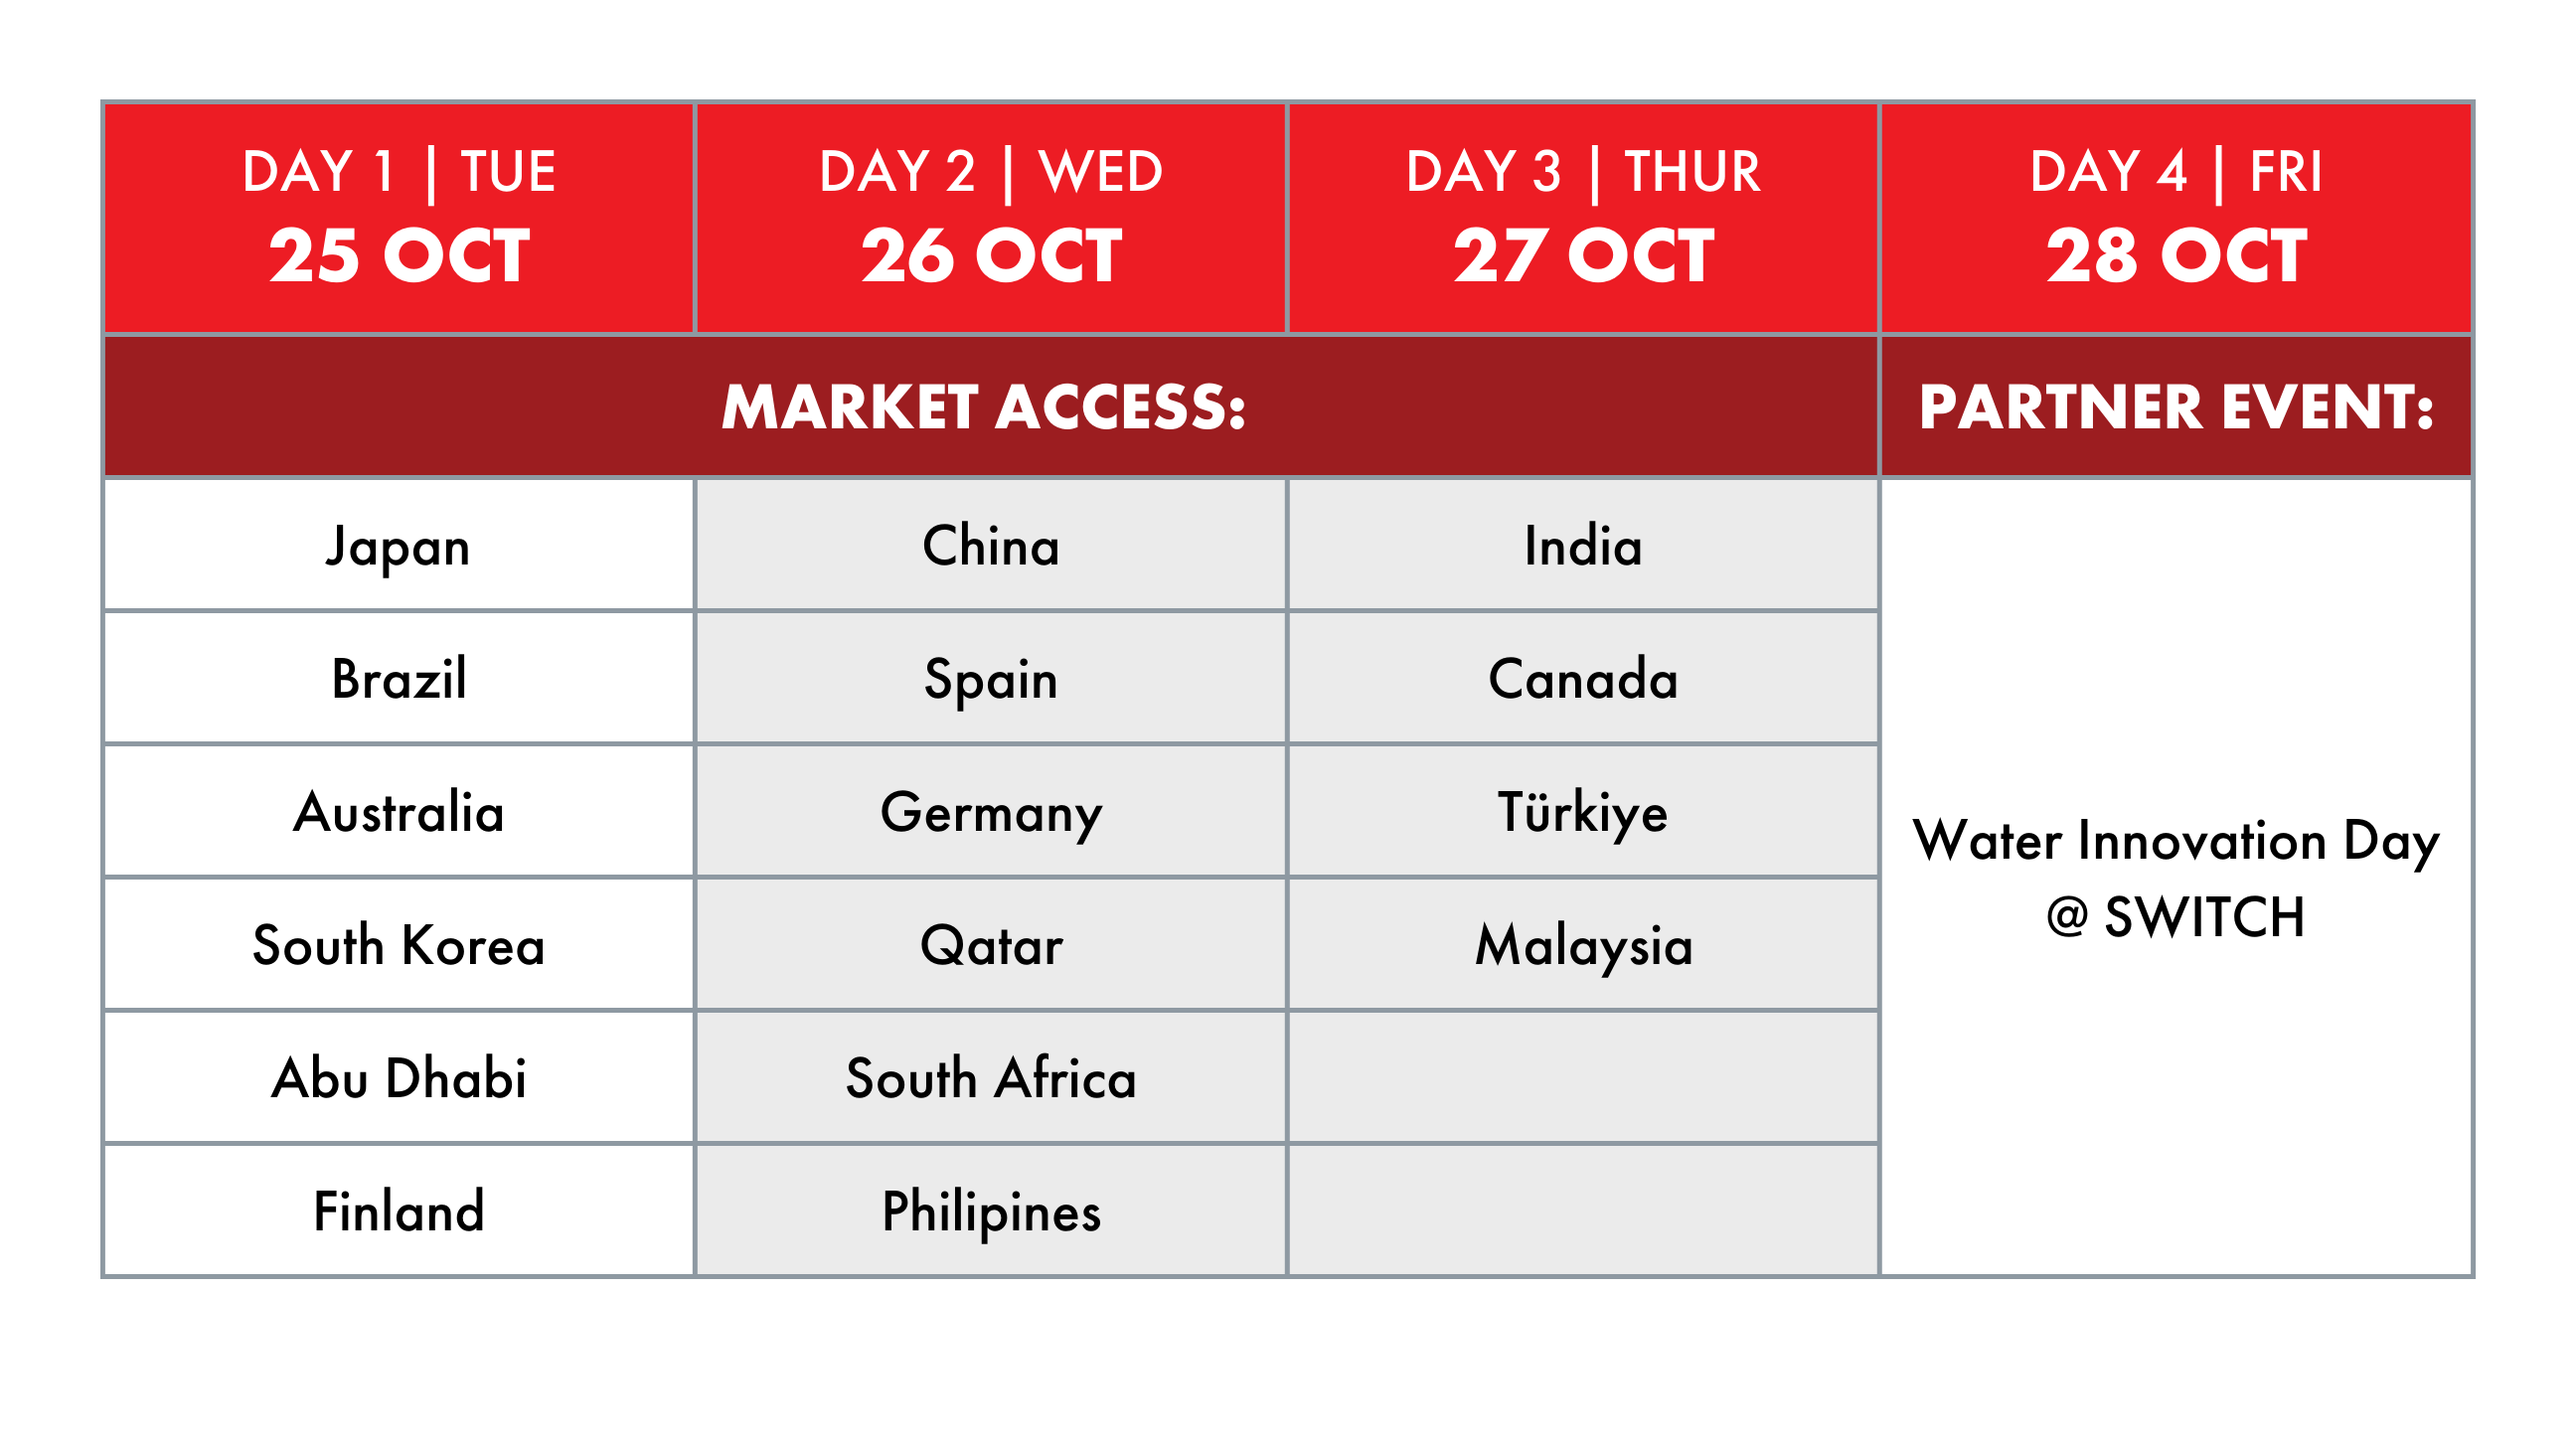 DAY 1 | TUE
25 OCT
DAY 2 | WED
26 OCT
DAY 3 | THUR
27 OCT
DAY 4 | FRI
28 OCT
MARKET ACCESS:
PARTNER EVENT:
Japan
China
India
Brazil
Spain
Canada
Australia
Germany
Türkiye
South Korea
Qatar
Malaysia
Abu Dhabi
South Africa
Finland
Philipines
Water Innovation Day
@ SWITCH